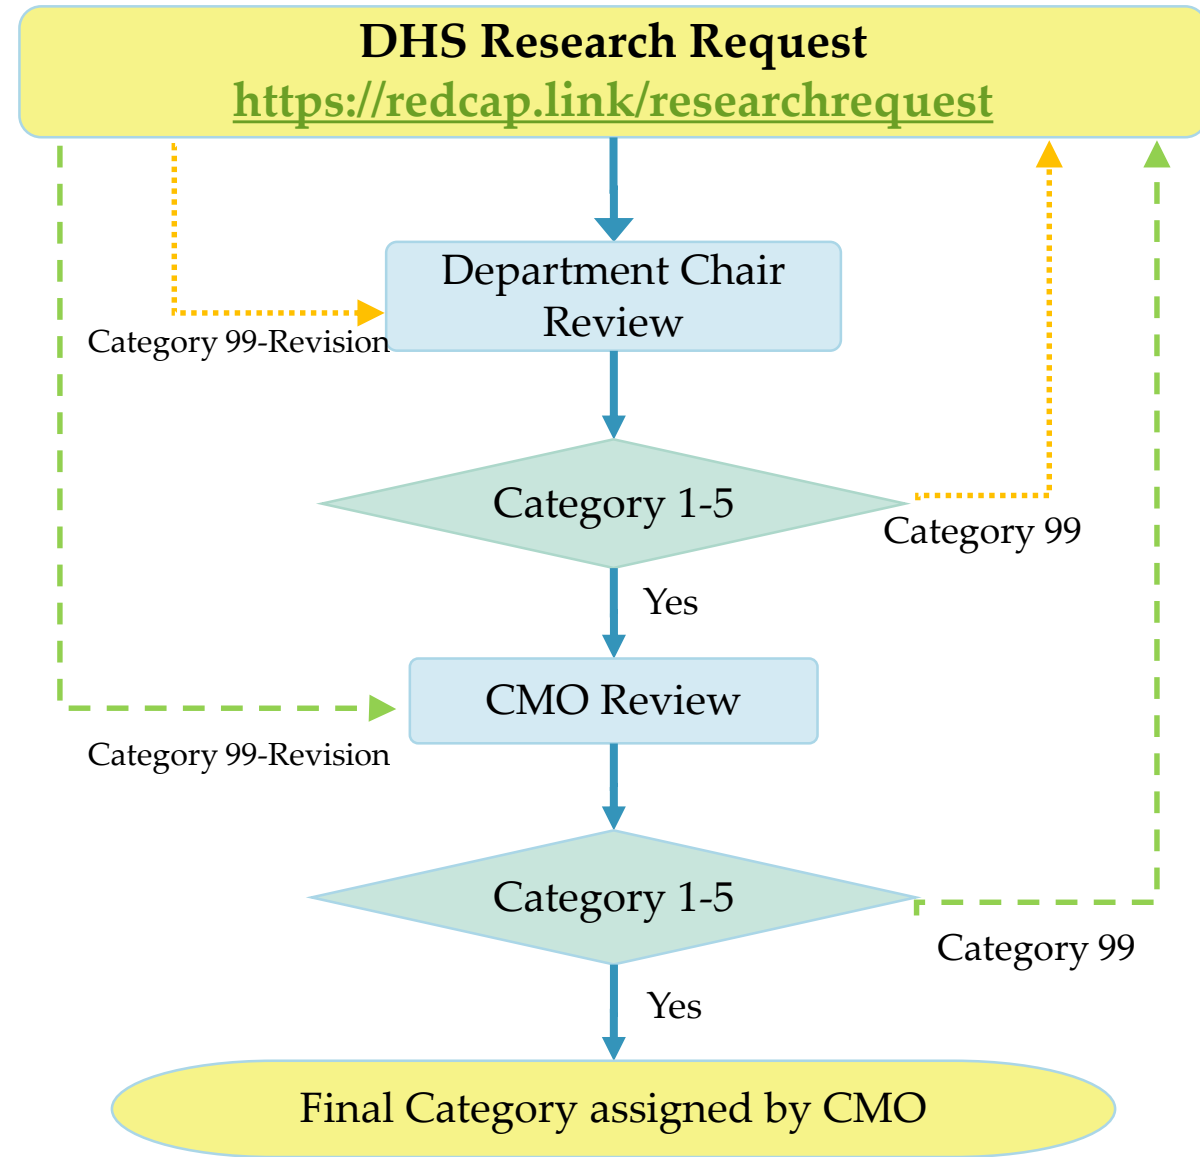 DHS Research Request
https://redcap.link/researchrequest
Department Chair
Review
Category 99-Revision
Category 1-5
Category 99
Yes
CMO Review
Category 99-Revision
Category 1-5
Category 99
Yes
Final Category assigned by CMO